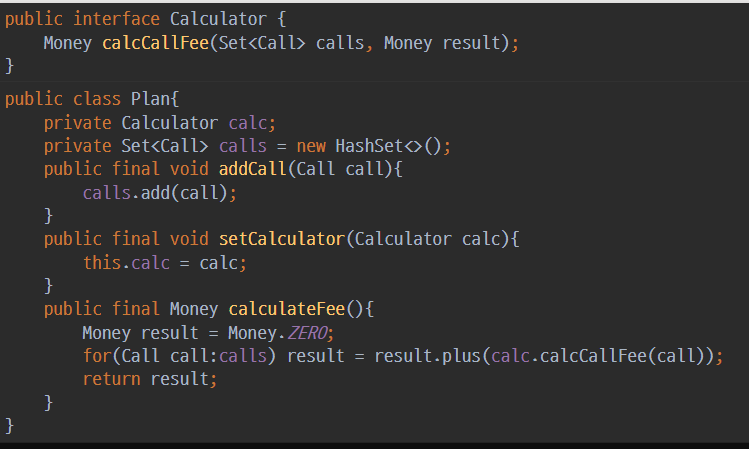 public interface Calculator {
    Money calcCallFee(Set<Call> calls, Money result);
}
public class Plan{
    private Calculator calc;
    private Set<Call> calls = new HashSet<>();
    public final void addCall(Call call){
        calls.add(call);
    }
    public final void setCalculator(Calculator calc){
        this.calc = calc;
    }
    public final Money calculateFee(){
        Money result = Money.ZERO;
        for(Call call:calls) result = result.plus(calc.calcCallFee(call));
        return result;
    }
}